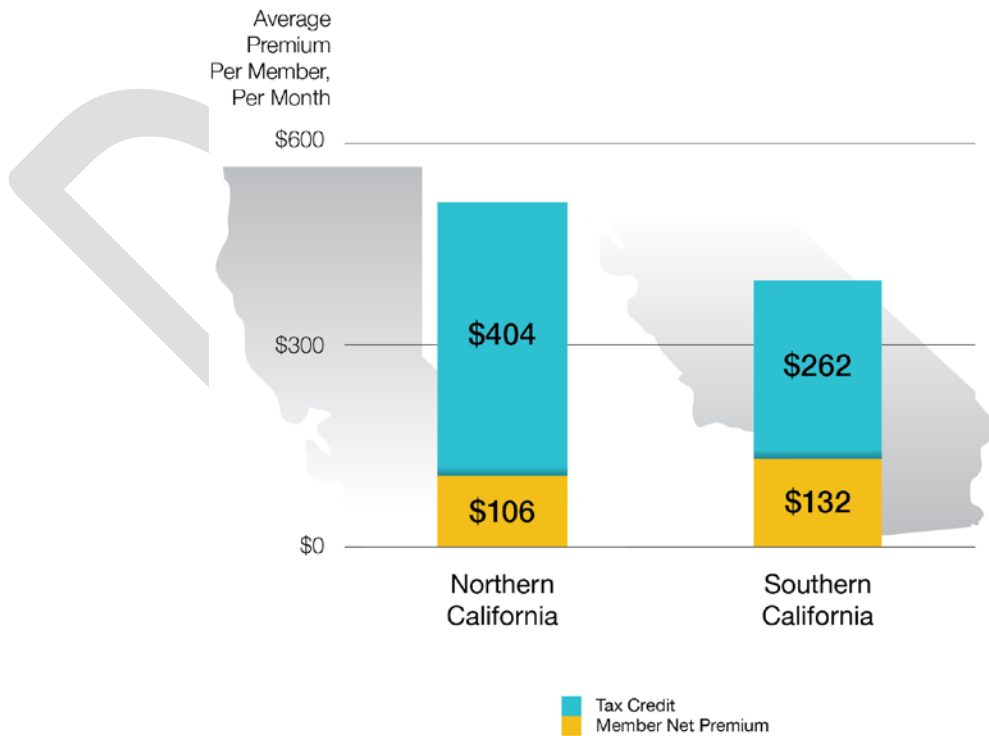 Average
Premium
Per Member,
Per Month
$600
$404
$300
$262
$106
$132
$0
Northern
California
Southern
California
Tax Credit
Member Net Premium